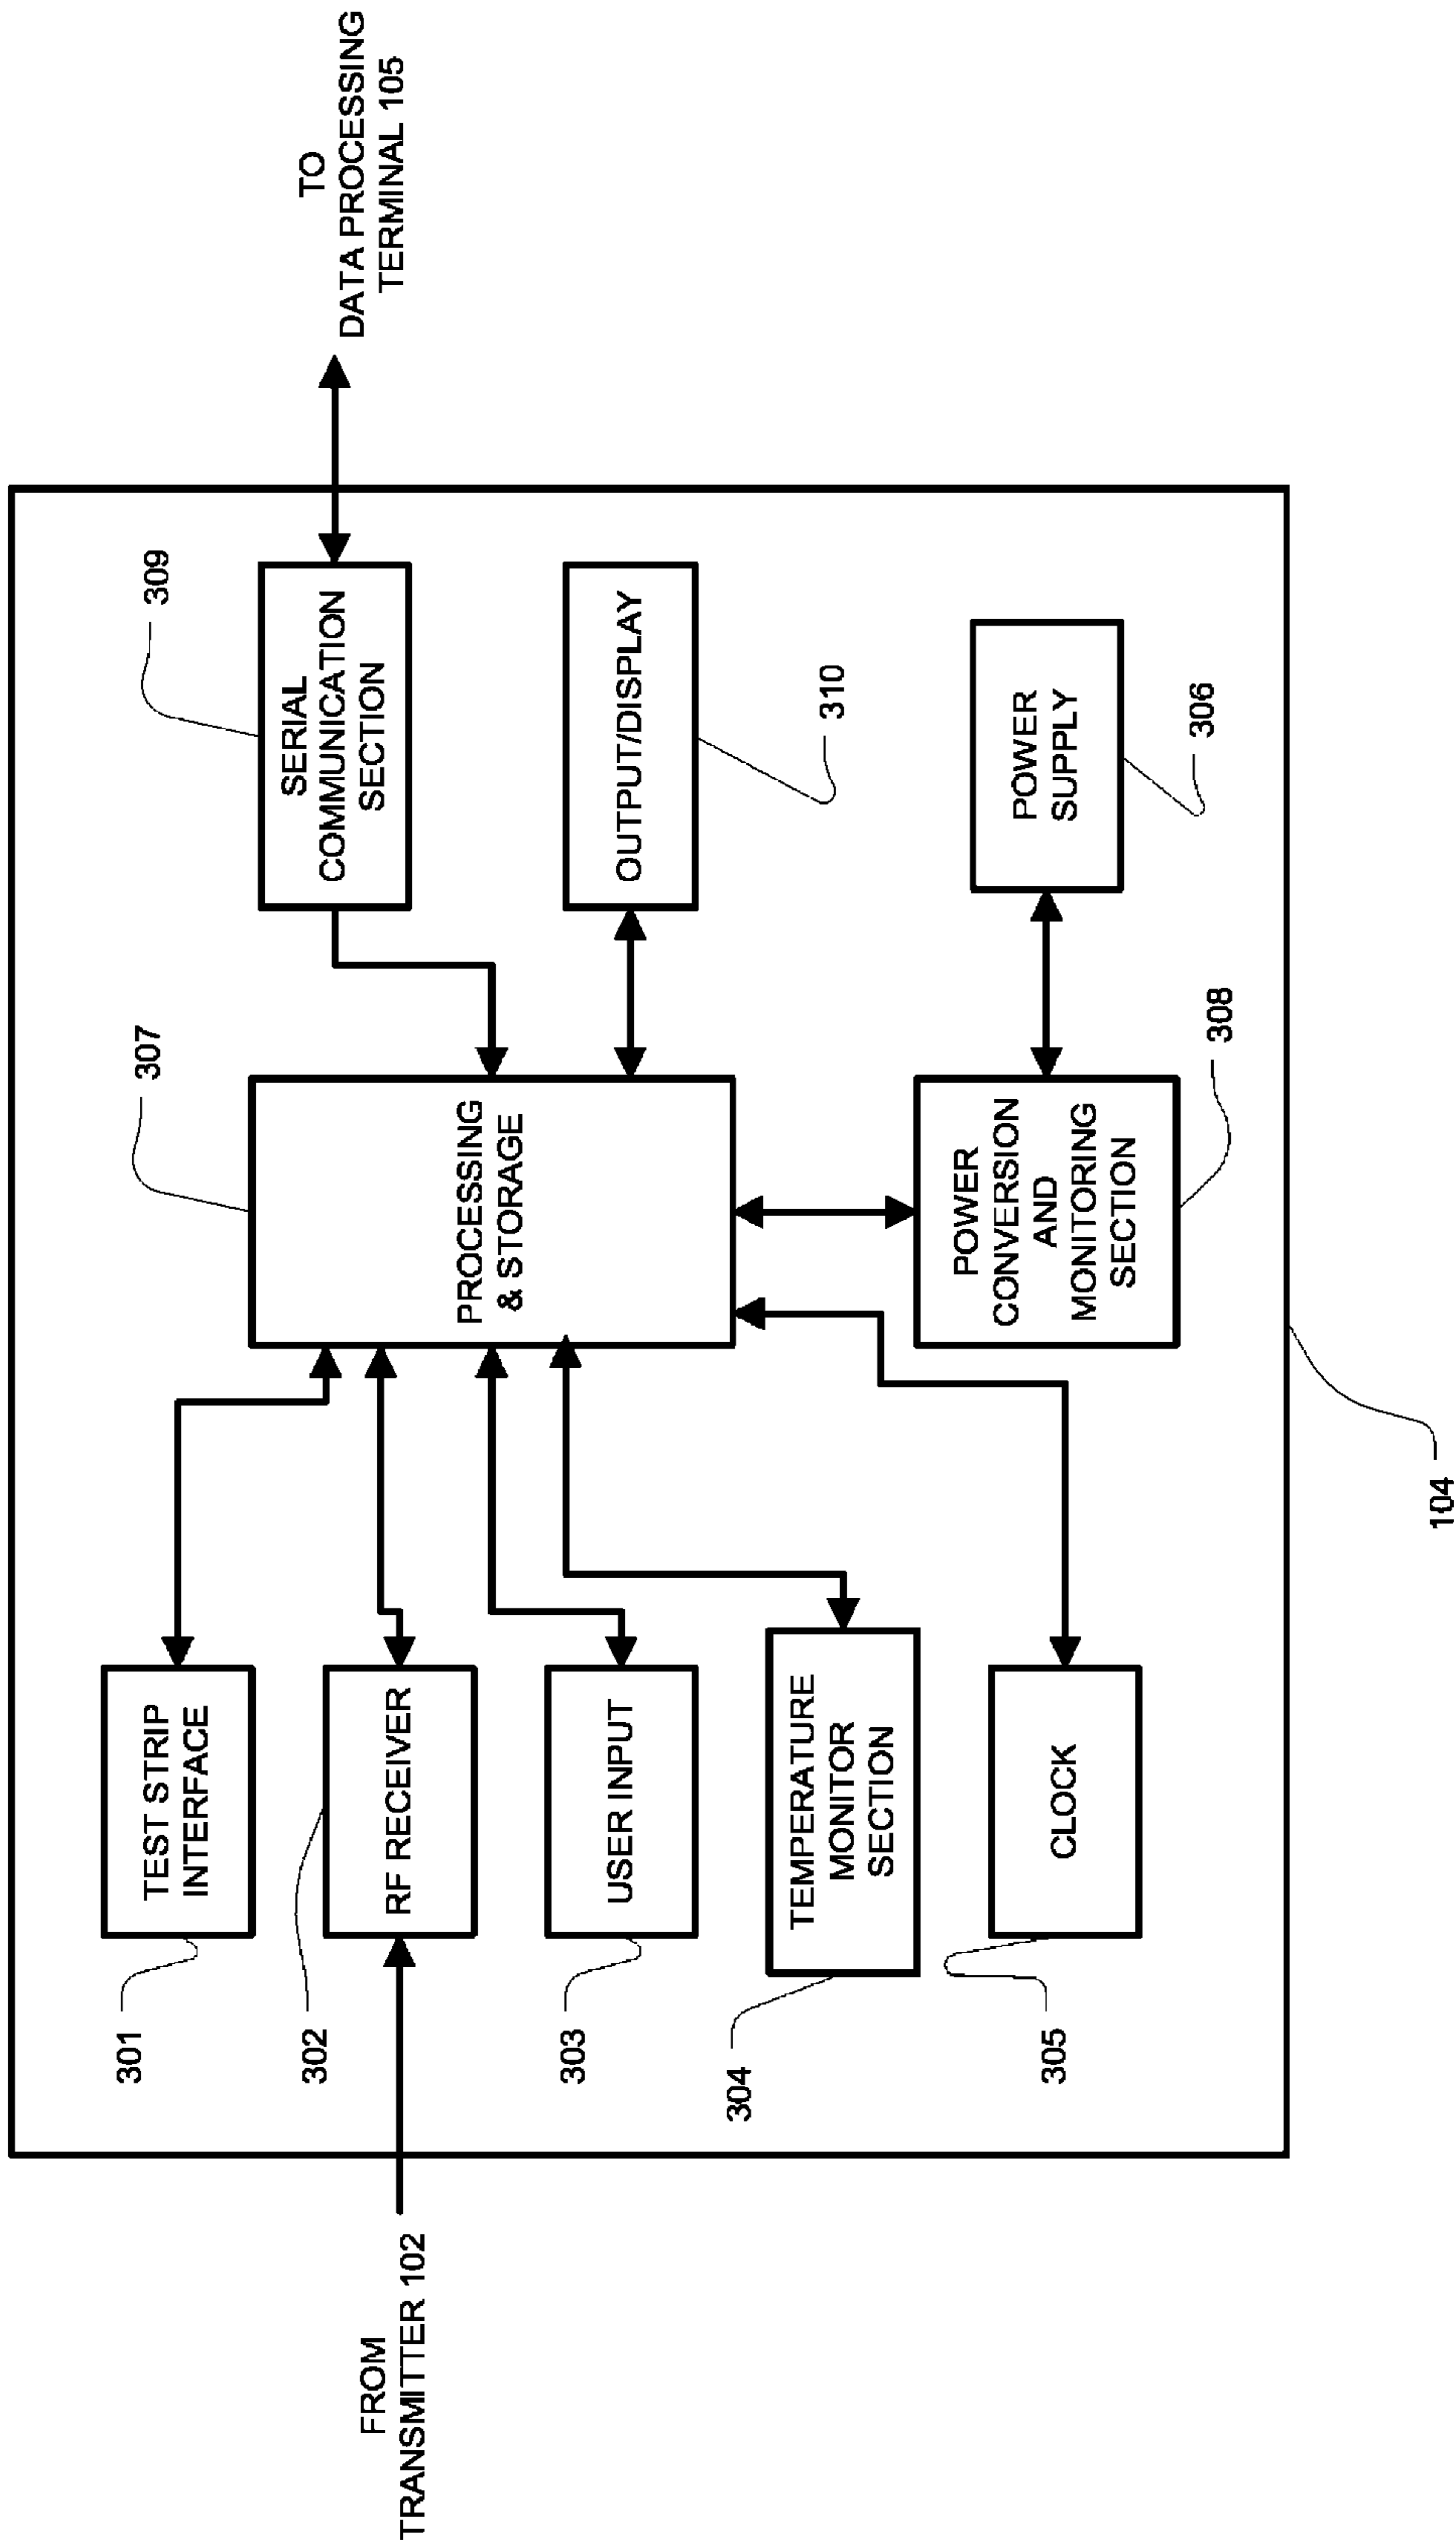 FROM
TRANSMITTER 102
301
TEST STRIP
INTERFACE
302
RF RECEIVER
303
USER INPUT
304
TEMPERATURE
MONITOR
SECTION
305
CLOCK
307
PROCESSING
& STORAGE
POWER
CONVERSION
AND
MONITORING
SECTION
308
309
SERIAL
COMMUNICATION
SECTION
OUTPUT/DISPLAY
310
POWER
SUPPLY
306
TO
DATA PROCESSING
TERMINAL 105
104